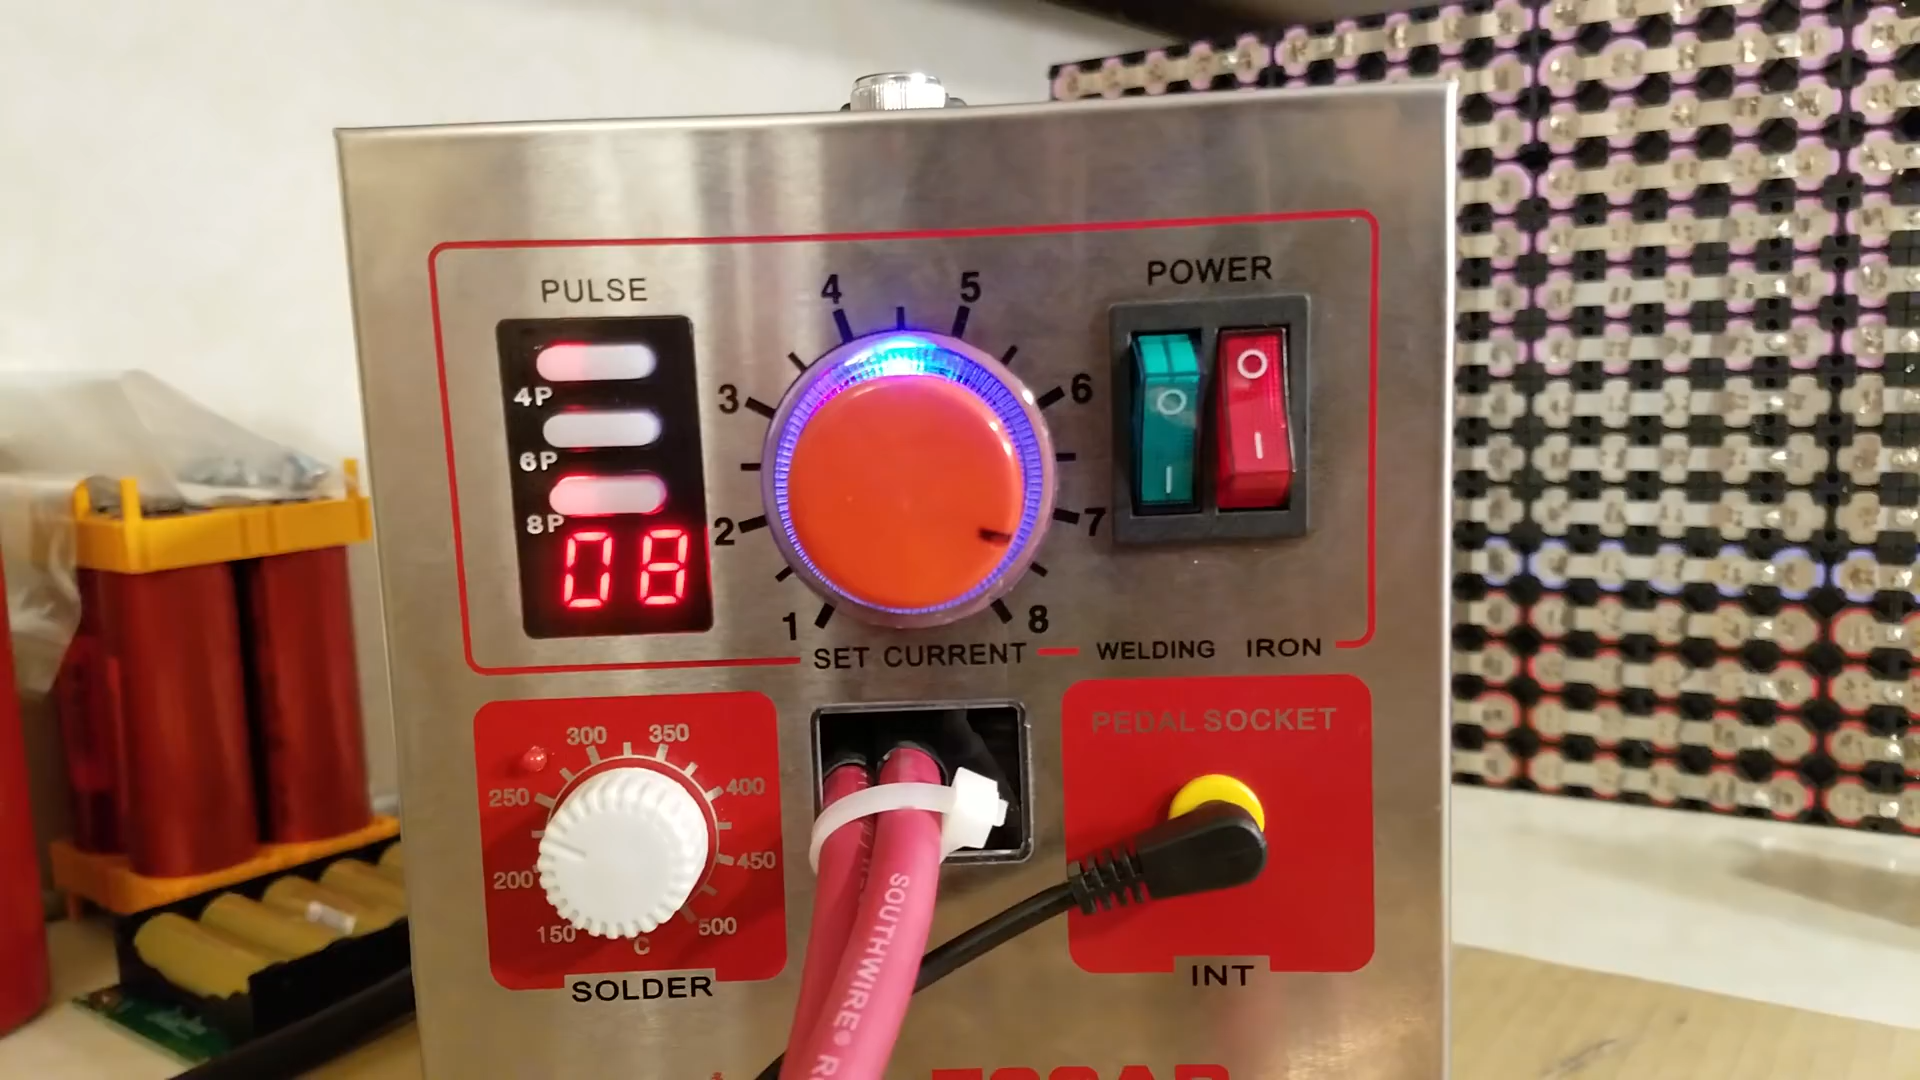 PULSE
4P
6P
8P
08
1
2
3
4
5
6
7
8
SET CURRENT
POWER
O O
I I
WELDING IRON
150
200
250
300
350
400
450
500
C
SOLDER
SOUTHWIRE®
PEDAL SOCKET
INT